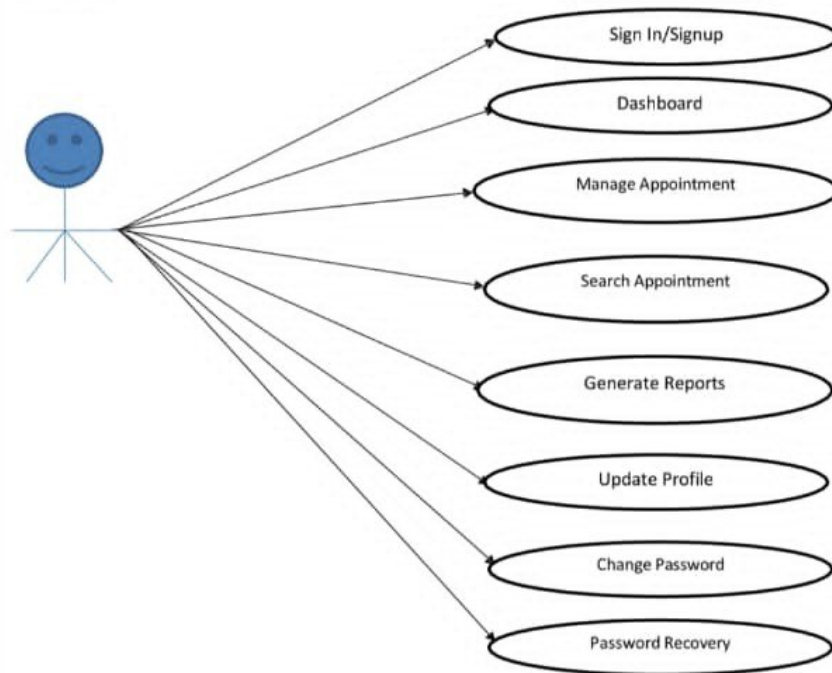 Sign In/Signup
Dashboard
Manage Appointment
Search Appointment
Generate Reports
Update Profile
Change Password
Password Recovery